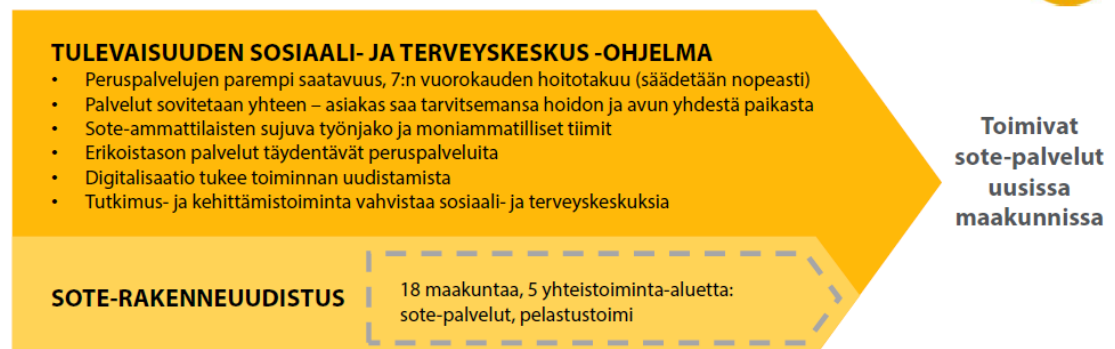 TULEVAISUUDEN SOSIAALI- JA TERVEYSKESKUS -OHJELMA
• Peruspalvelujen parempi saatavuus, 7:n vuorokauden hoitotakuu (säädetään nopeasti)
• Palvelut sovitetaan yhteen – asiakas saa tarvitsemansa hoidon ja avun yhdestä paikasta
• Sote-ammattilaisten sujuva työnjako ja moniammatilliset tiimit
• Erikoistason palvelut täydentävät peruspalveluita
• Digitalisaatio tukee toiminnan uudistamista
• Tutkimus- ja kehittämistoiminta vahvistaa sosiaali- ja terveyskeskuksia
SOTE-RAKENNEUUDISTUS
18 maakuntaa, 5 yhteistoiminta-aluetta:
sote-palvelut, pelastustoimi
Toimivat
sote-palvelut
uusissa
maakunnissa